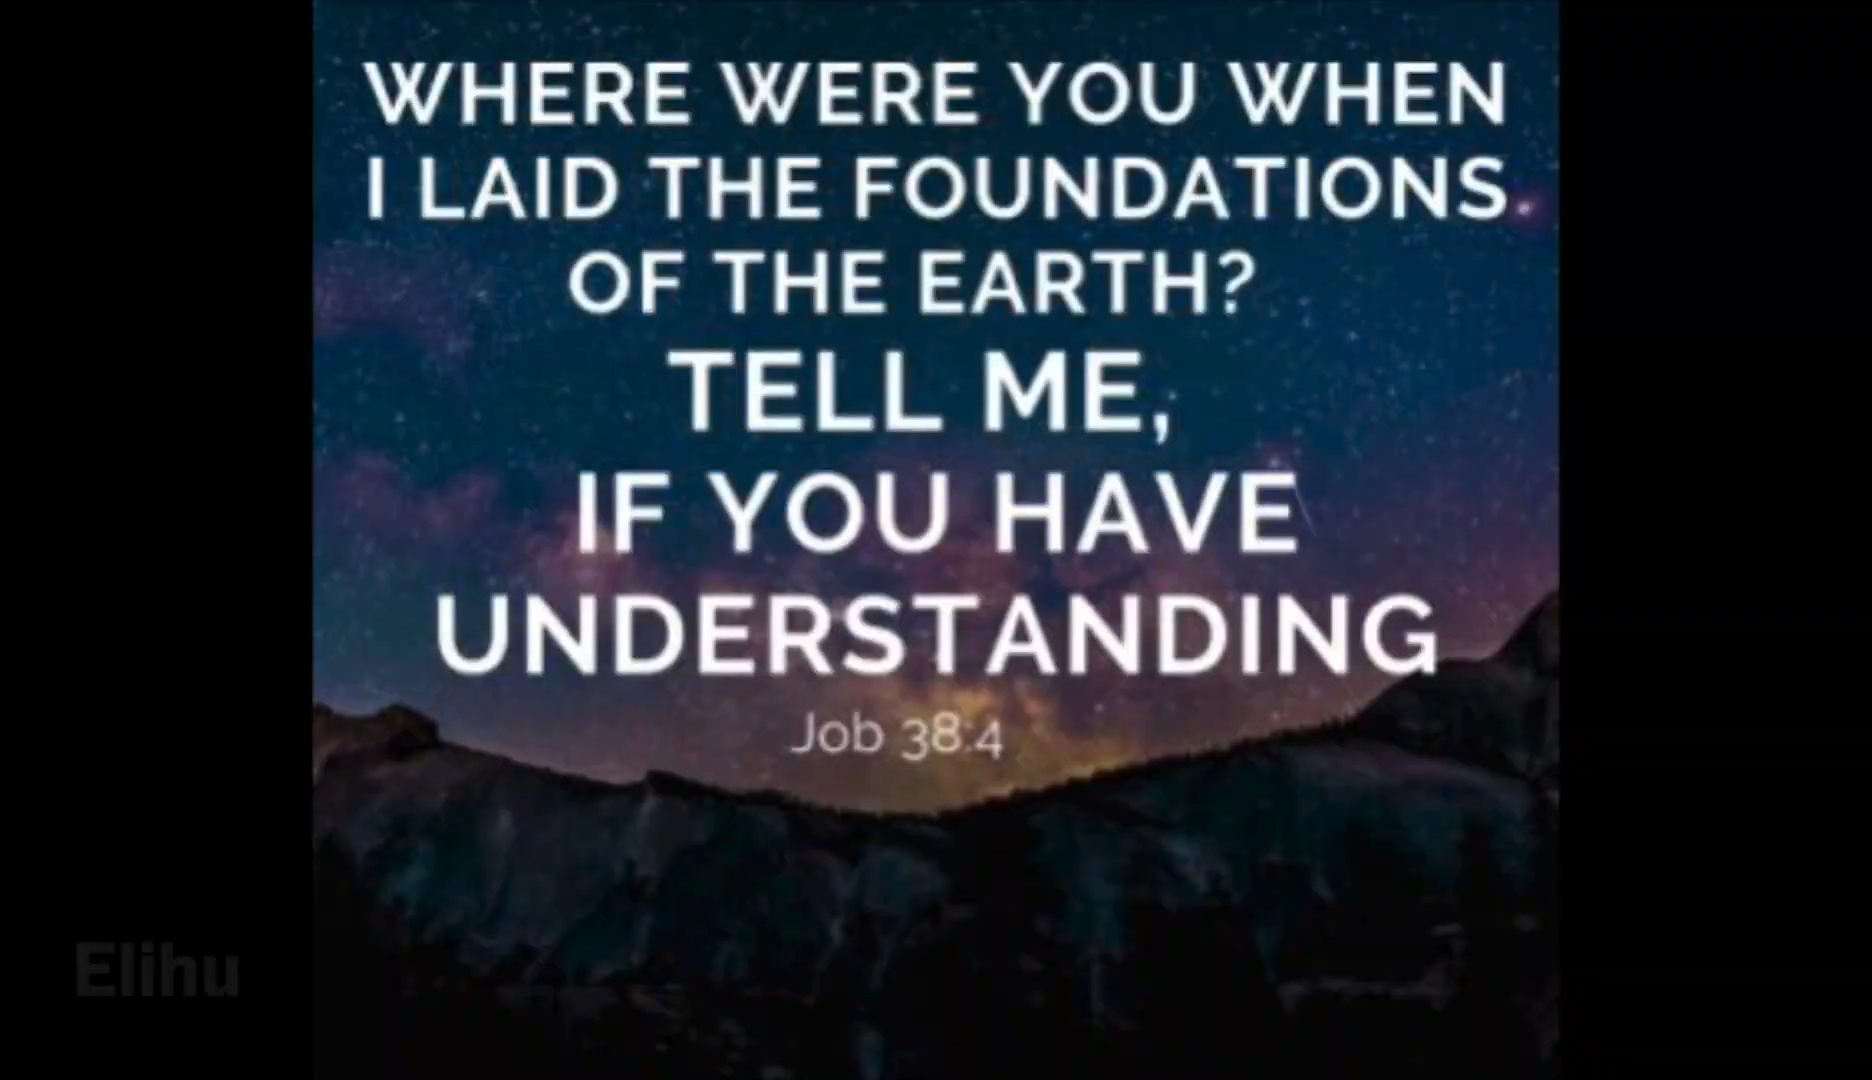 WHERE WERE YOU WHEN
I LAID THE FOUNDATIONS
OF THE EARTH?
TELL ME,
IF YOU HAVE
UNDERSTANDING
Job 38:4
Elihu